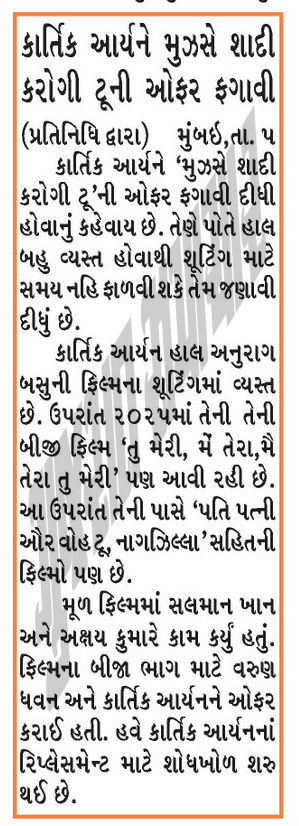 કાર્તિક આર્યને મુઝસે શાદી
કરોગી ટૂની ઓફર ફગાવી
(પ્રતિનિધિ દ્વારા) મુંબઇ,તા. ૫
કાર્તિક આર્યને ‘મુઝસે શાદી
કરોગી ટૂ’ની ઓફર ફગાવી દીધી
હોવાનું કહેવાય છે. તેણે પોતે હાલ
બહુ વ્યસ્ત હોવાથી શૂટિંગ માટે
સમય નહિ ફાળવી શકે તેમ જણાવી
દીધું છે.
કાર્તિક આર્યન હાલ અનુરાગ
બસુની ફિલ્મના શૂટિંગમાં વ્યસ્ત
છે. ઉપરાંત ૨૦૨૫માં તેની તેની
બીજી ફિલ્મ ‘તુ મેરી, મેં તેરા,મૈ
તેરા તુ મેરી’ પણ આવી રહી છે.
આ ઉપરાંત તેની પાસે ‘પતિ પત્ની
ઔર વોહ ટૂ, નાગઝિલ્લા’ સહિતની
ફિલ્મો પણ છે.
મૂળ ફિલ્મમાં સલમાન ખાન
અને અક્ષય કુમારે કામ કર્યું હતું.
ફિલ્મના બીજા ભાગ માટે વરુણ
ધવન અને કાર્તિક આર્યનને ઓફર
કરાઈ હતી. હવે કાર્તિક આર્યનનાં
રિપ્લેસમેન્ટ માટે શોધખોળ શરુ
થઈ છે.